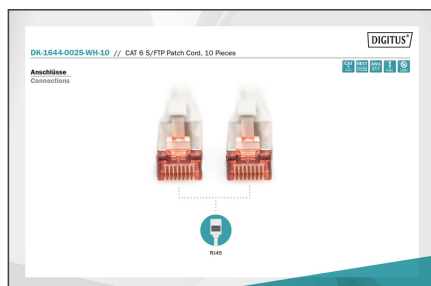 DIGITUS®
DK-1644-0025-WH-10 // CAT 6 S/FTP Patch Cord, 10 Pieces
Anschlüsse
Connections
RJ45